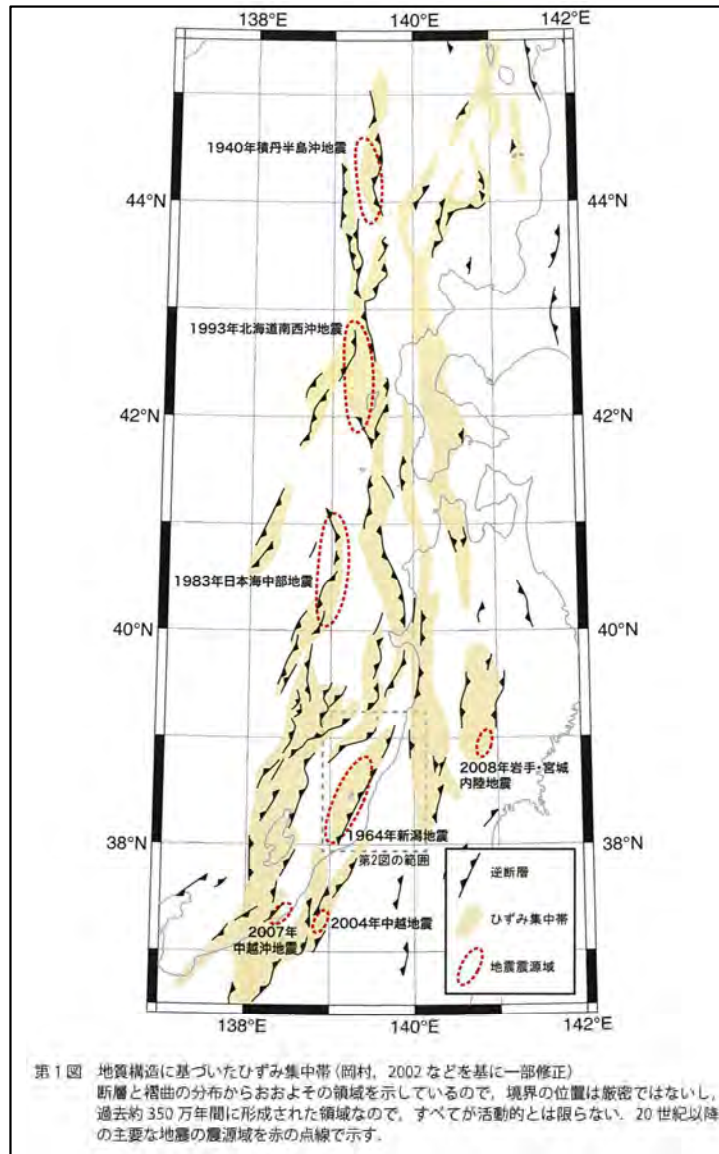 138°E
140°E
142°E
1940年積丹半島沖地震
44°N
44°N
1993年北海道南西沖地震
42°N
42°N
1983年日本海中部地震
40°N
40°N
2008年岩手・宮城
内陸地震
1964年新潟地震
38°N
38°N
第2図の範囲
逆断層
2004年中越地震
2007年
中越沖地震
ひずみ集中帯
地震震源域
138°E
140°E
142°E
第1図 地質構造に基づいたひずみ集中帯(岡村,2002 などを基に一部修正)
断層と褶曲の分布からおおよその領域を示しているので,境界の位置は厳密ではないし,
過去約 350 万年間に形成された領域なので,すべてが活動的とは限らない.20 世紀以降
の主要な地震の震源域を赤の点線で示す.